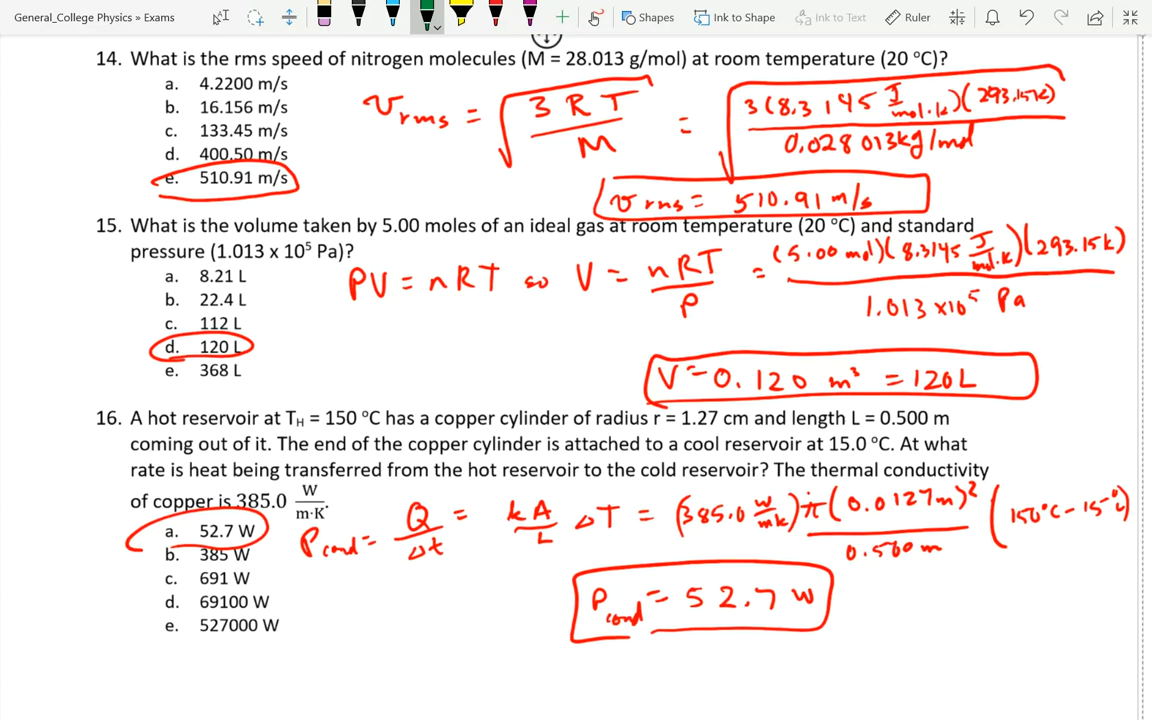 General_College Physics » Exams
Shapes Ink to Shape Ink to Text Ruler
14. What is the rms speed of nitrogen molecules (M = 28.013 g/mol) at room temperature (20 °C)?
a. 4.2200 m/s
b. 16.156 m/s
c. 133.45 m/s
d. 400.50 m/s
e. 510.91 m/s
v rms = √(3RT/M) = √(3(8.3145 J/mol·K)(293.15K)/0.028013kg/mol)
v rms = 510.91 m/s
15. What is the volume taken by 5.00 moles of an ideal gas at room temperature (20 °C) and standard
pressure (1.013 x 10⁵ Pa)?
a. 8.21 L
b. 22.4 L
c. 112 L
d. 120 L
e. 368 L
PV = nRT so V = nRT/P = (5.00 mol)(8.3145 J/mol·K)(293.15K)/1.013 x10⁵ Pa
V = 0.120 m³ = 120L
16. A hot reservoir at T_H = 150 °C has a copper cylinder of radius r = 1.27 cm and length L = 0.500 m
coming out of it. The end of the copper cylinder is attached to a cool reservoir at 15.0 °C. At what
rate is heat being transferred from the hot reservoir to the cold reservoir? The thermal conductivity
of copper is 385.0 W/m·K.
a. 52.7 W
b. 385 W
c. 691 W
d. 69100 W
e. 527000 W
P cond = Q/Δt = kA/L ΔT = (385.0 W/mK) π(0.0127m)²/0.500m (150°C - 15°C)
P cond = 52.7 W